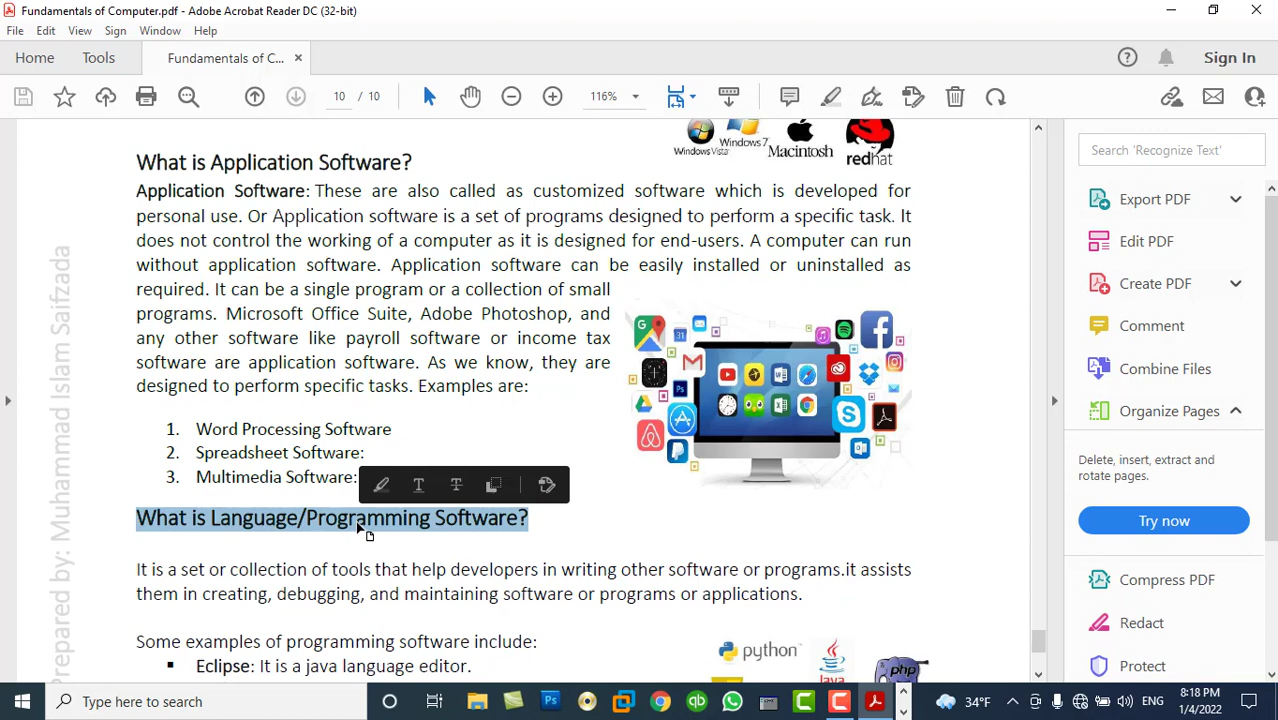 Fundamentals of Computer.pdf - Adobe Acrobat Reader DC (32-bit)
File Edit View Sign Window Help
Home Tools Fundamentals of C... Sign In
10 / 10 116%
Windows Vista Windows 7 Macintosh redhat
What is Application Software?
Application Software: These are also called as customized software which is developed for
personal use. Or Application software is a set of programs designed to perform a specific task. It
does not control the working of a computer as it is designed for end-users. A computer can run
without application software. Application software can be easily installed or uninstalled as
required. It can be a single program or a collection of small
programs. Microsoft Office Suite, Adobe Photoshop, and
any other software like payroll software or income tax
software are application software. As we know, they are
designed to perform specific tasks. Examples are:
1. Word Processing Software
2. Spreadsheet Software:
3. Multimedia Software:
What is Language/Programming Software?
It is a set or collection of tools that help developers in writing other software or programs.it assists
them in creating, debugging, and maintaining software or programs or applications.
Some examples of programming software include:
▪ Eclipse: It is a java language editor.
python
Java
php
Prepared by: Muhammad Islam Saifzada
Search 'Recognize Text'
Export PDF
Edit PDF
Create PDF
Comment
Combine Files
Organize Pages
Delete, insert, extract and
rotate pages.
Try now
Compress PDF
Redact
Protect
Type here to search
34°F
ENG
8:18 PM
1/4/2022